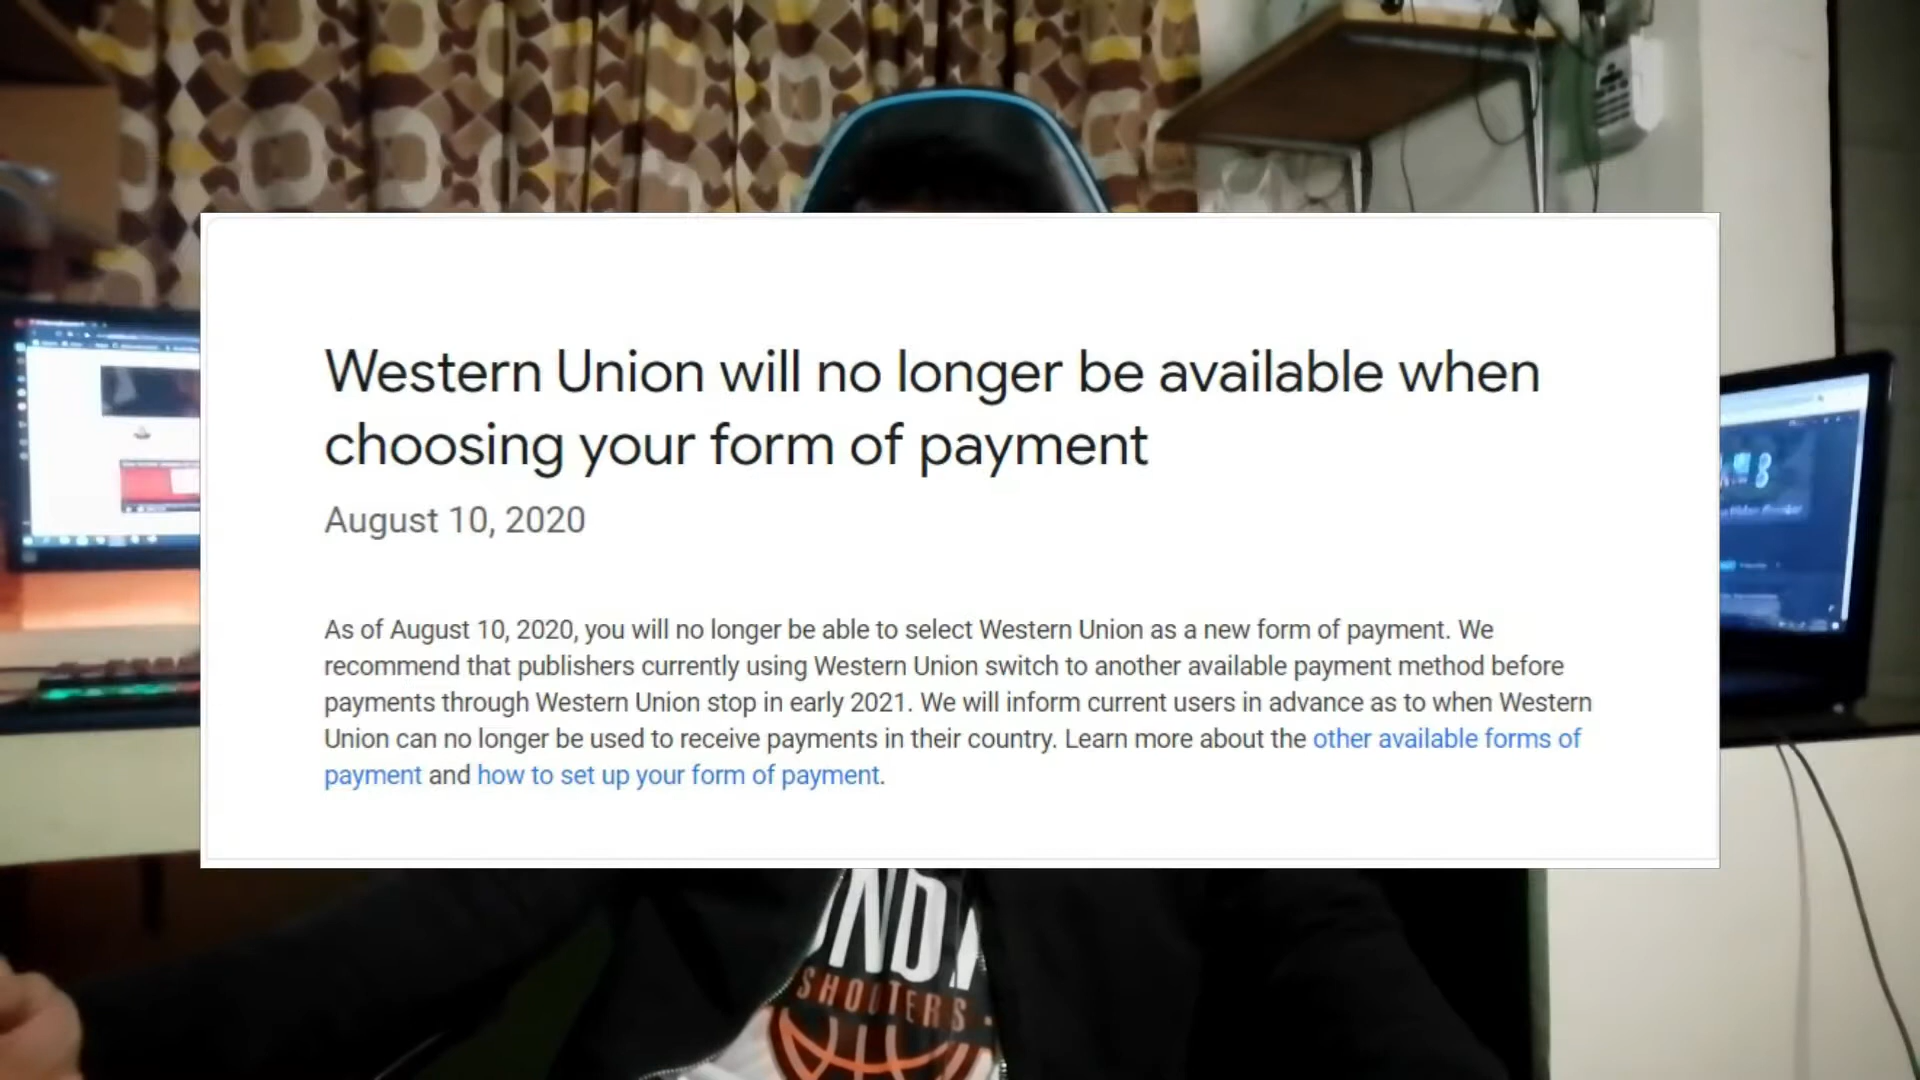 Western Union will no longer be available when
choosing your form of payment
August 10, 2020
As of August 10, 2020, you will no longer be able to select Western Union as a new form of payment. We
recommend that publishers currently using Western Union switch to another available payment method before
payments through Western Union stop in early 2021. We will inform current users in advance as to when Western
Union can no longer be used to receive payments in their country. Learn more about the other available forms of
payment and how to set up your form of payment.
SHOOTERS